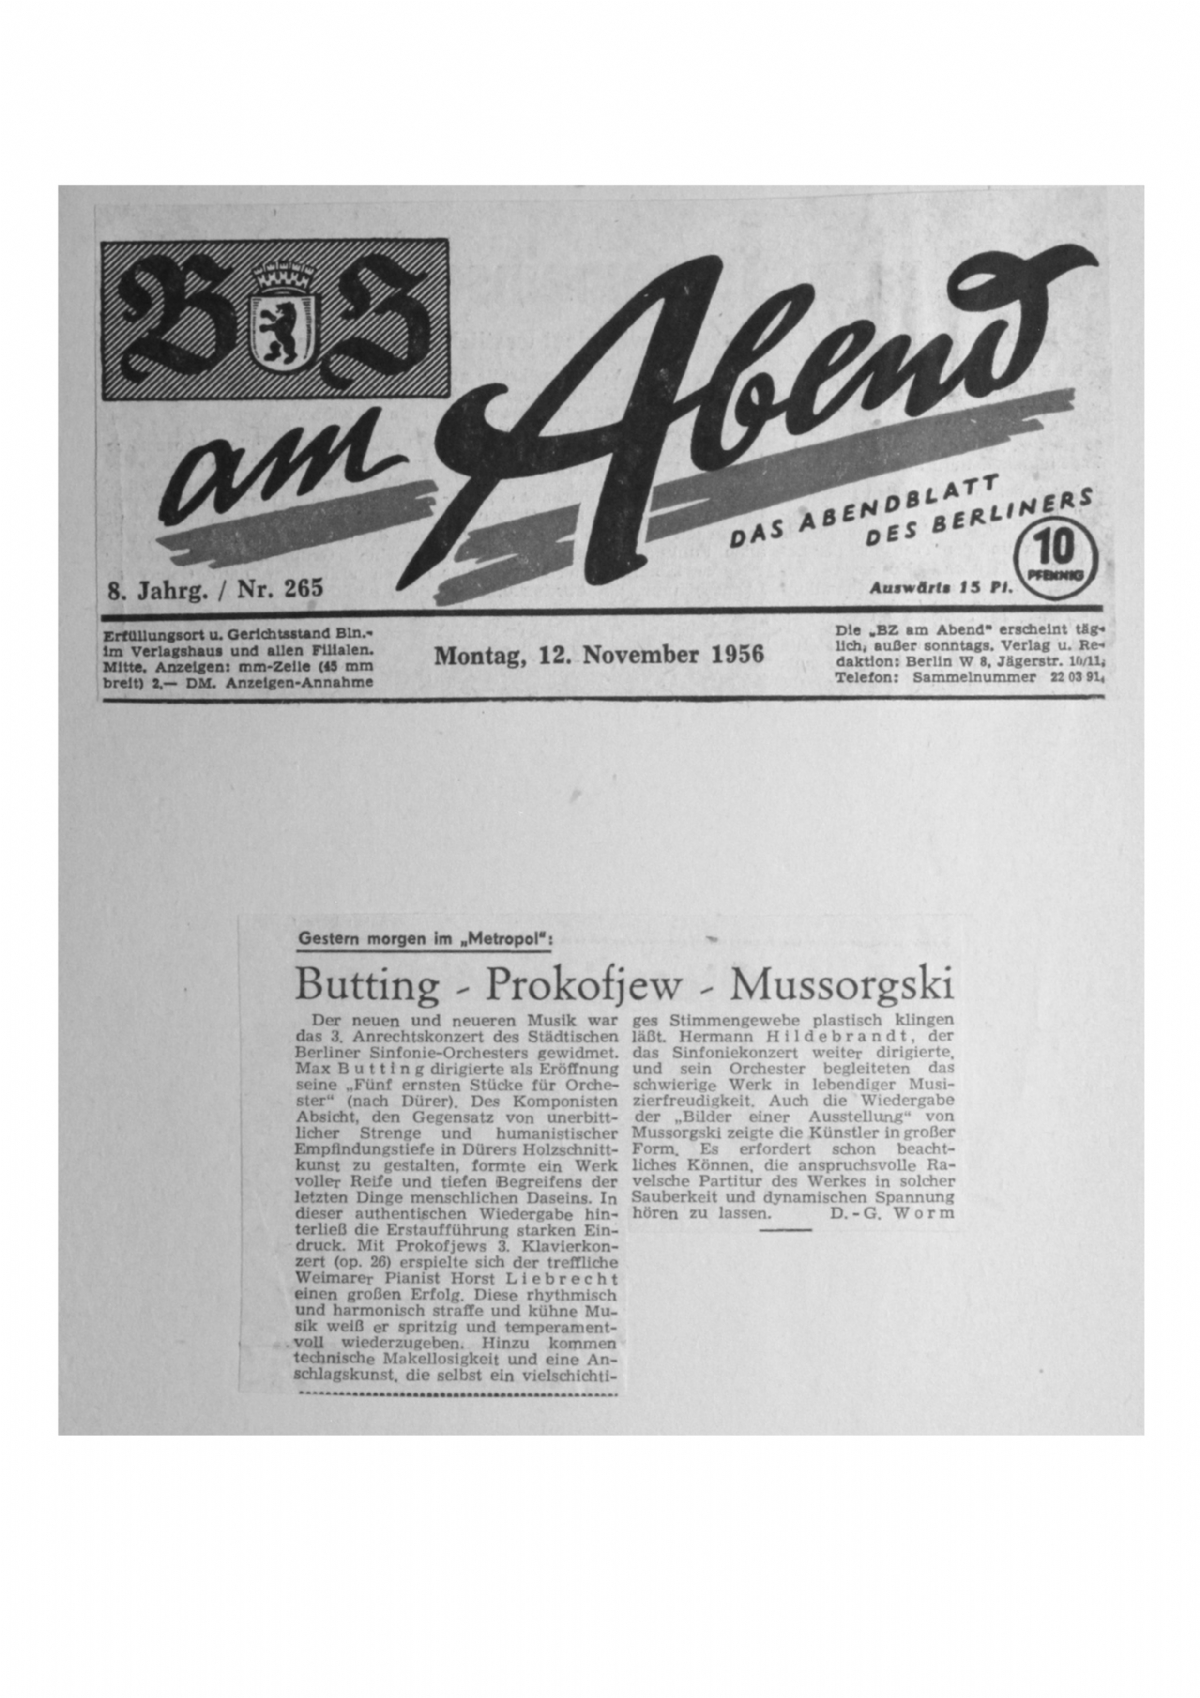 BZ
am Abend
DAS ABENDBLATT
DES BERLINERS
10
PFENNIG
8. Jahrg. / Nr. 265
Auswärts 15 Pf.
Erfüllungsort u. Gerichtsstand Bln.-
im Verlagshaus und allen Filialen.
Mitte. Anzeigen: mm-Zeile (45 mm
breit) 2,— DM. Anzeigen-Annahme
Montag, 12. November 1956
Die „BZ am Abend" erscheint täg-
lich, außer sonntags. Verlag u. Re-
daktion: Berlin W 8, Jägerstr. 10/11,
Telefon: Sammelnummer 22 03 91,
Gestern morgen im „Metropol":
Butting - Prokofjew - Mussorgski
Der neuen und neueren Musik war
das 3. Anrechtskonzert des Städtischen
Berliner Sinfonie-Orchesters gewidmet.
Max Butting dirigierte als Eröffnung
seine „Fünf ernsten Stücke für Orche-
ster" (nach Dürer). Des Komponisten
Absicht, den Gegensatz von unerbitt-
licher Strenge und humanistischer
Empfindungstiefe in Dürers Holzschnitt-
kunst zu gestalten, formte ein Werk
voller Reife und tiefen Begreifens der
letzten Dinge menschlichen Daseins. In
dieser authentischen Wiedergabe hin-
terließ die Erstaufführung starken Ein-
druck. Mit Prokofjews 3. Klavierkon-
zert (op. 26) erspielte sich der treffliche
Weimarer Pianist Horst Liebrecht
einen großen Erfolg. Diese rhythmisch
und harmonisch straffe und kühne Mu-
sik weiß er spritzig und temperament-
voll wiederzugeben. Hinzu kommen
technische Makellosigkeit und eine An-
schlagskunst, die selbst ein vielschichti-
ges Stimmengewebe plastisch klingen
läßt. Hermann Hildebrandt, der
das Sinfoniekonzert weiter dirigierte,
und sein Orchester begleiteten das
schwierige Werk in lebendiger Musi-
zierfreudigkeit. Auch die Wiedergabe
der „Bilder einer Ausstellung" von
Mussorgski zeigte die Künstler in großer
Form. Es erfordert schon beacht-
liches Können, die anspruchsvolle Ra-
velsche Partitur des Werkes in solcher
Sauberkeit und dynamischen Spannung
hören zu lassen. D.-G. Worm